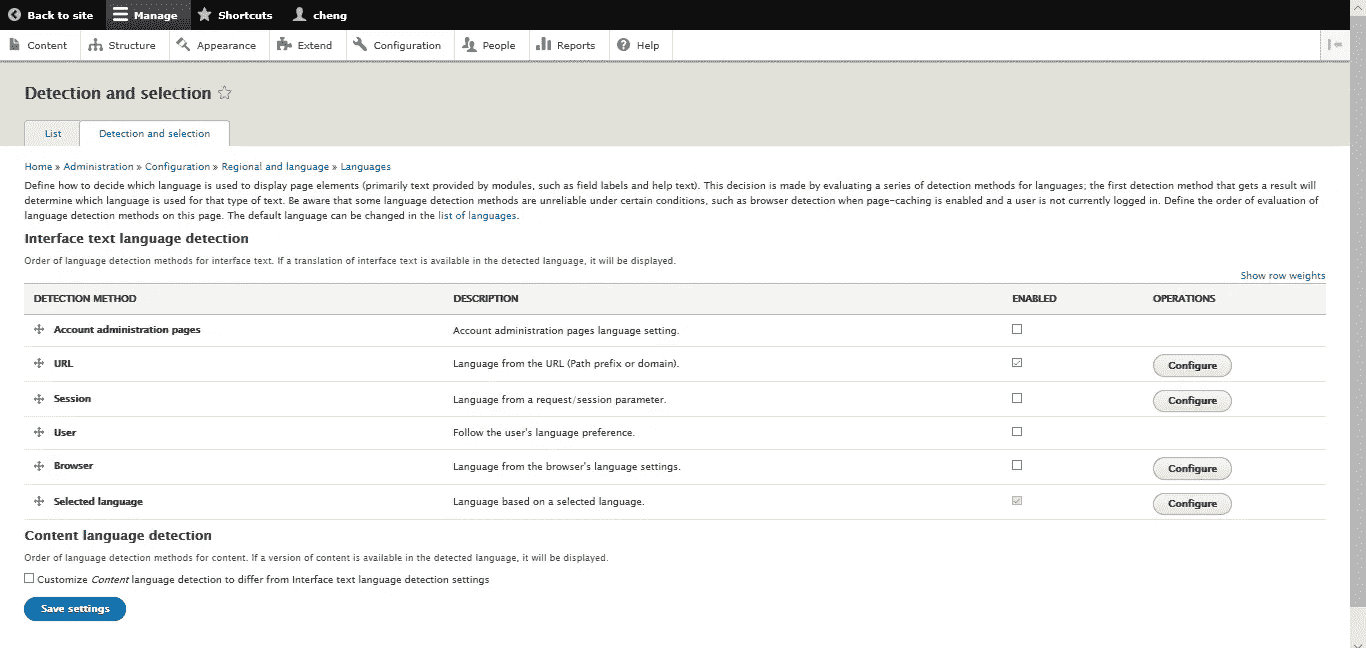 Back to site Manage Shortcuts cheng
Content Structure Appearance Extend Configuration People Reports Help
Detection and selection
List Detection and selection
Home » Administration » Configuration » Regional and language » Languages
Define how to decide which language is used to display page elements (primarily text provided by modules, such as field labels and help text). This decision is made by evaluating a series of detection methods for languages; the first detection method that gets a result will
determine which language is used for that type of text. Be aware that some language detection methods are unreliable under certain conditions, such as browser detection when page-caching is enabled and a user is not currently logged in. Define the order of evaluation of
language detection methods on this page. The default language can be changed in the list of languages.
Interface text language detection
Order of language detection methods for interface text. If a translation of interface text is available in the detected language, it will be displayed.
Show row weights
DETECTION METHOD DESCRIPTION ENABLED OPERATIONS
Account administration pages Account administration pages language setting.
URL Language from the URL (Path prefix or domain). Configure
Session Language from a request/session parameter. Configure
User Follow the user's language preference.
Browser Language from the browser's language settings. Configure
Selected language Language based on a selected language. Configure
Content language detection
Order of language detection methods for content. If a version of content is available in the detected language, it will be displayed.
Customize Content language detection to differ from Interface text language detection settings
Save settings